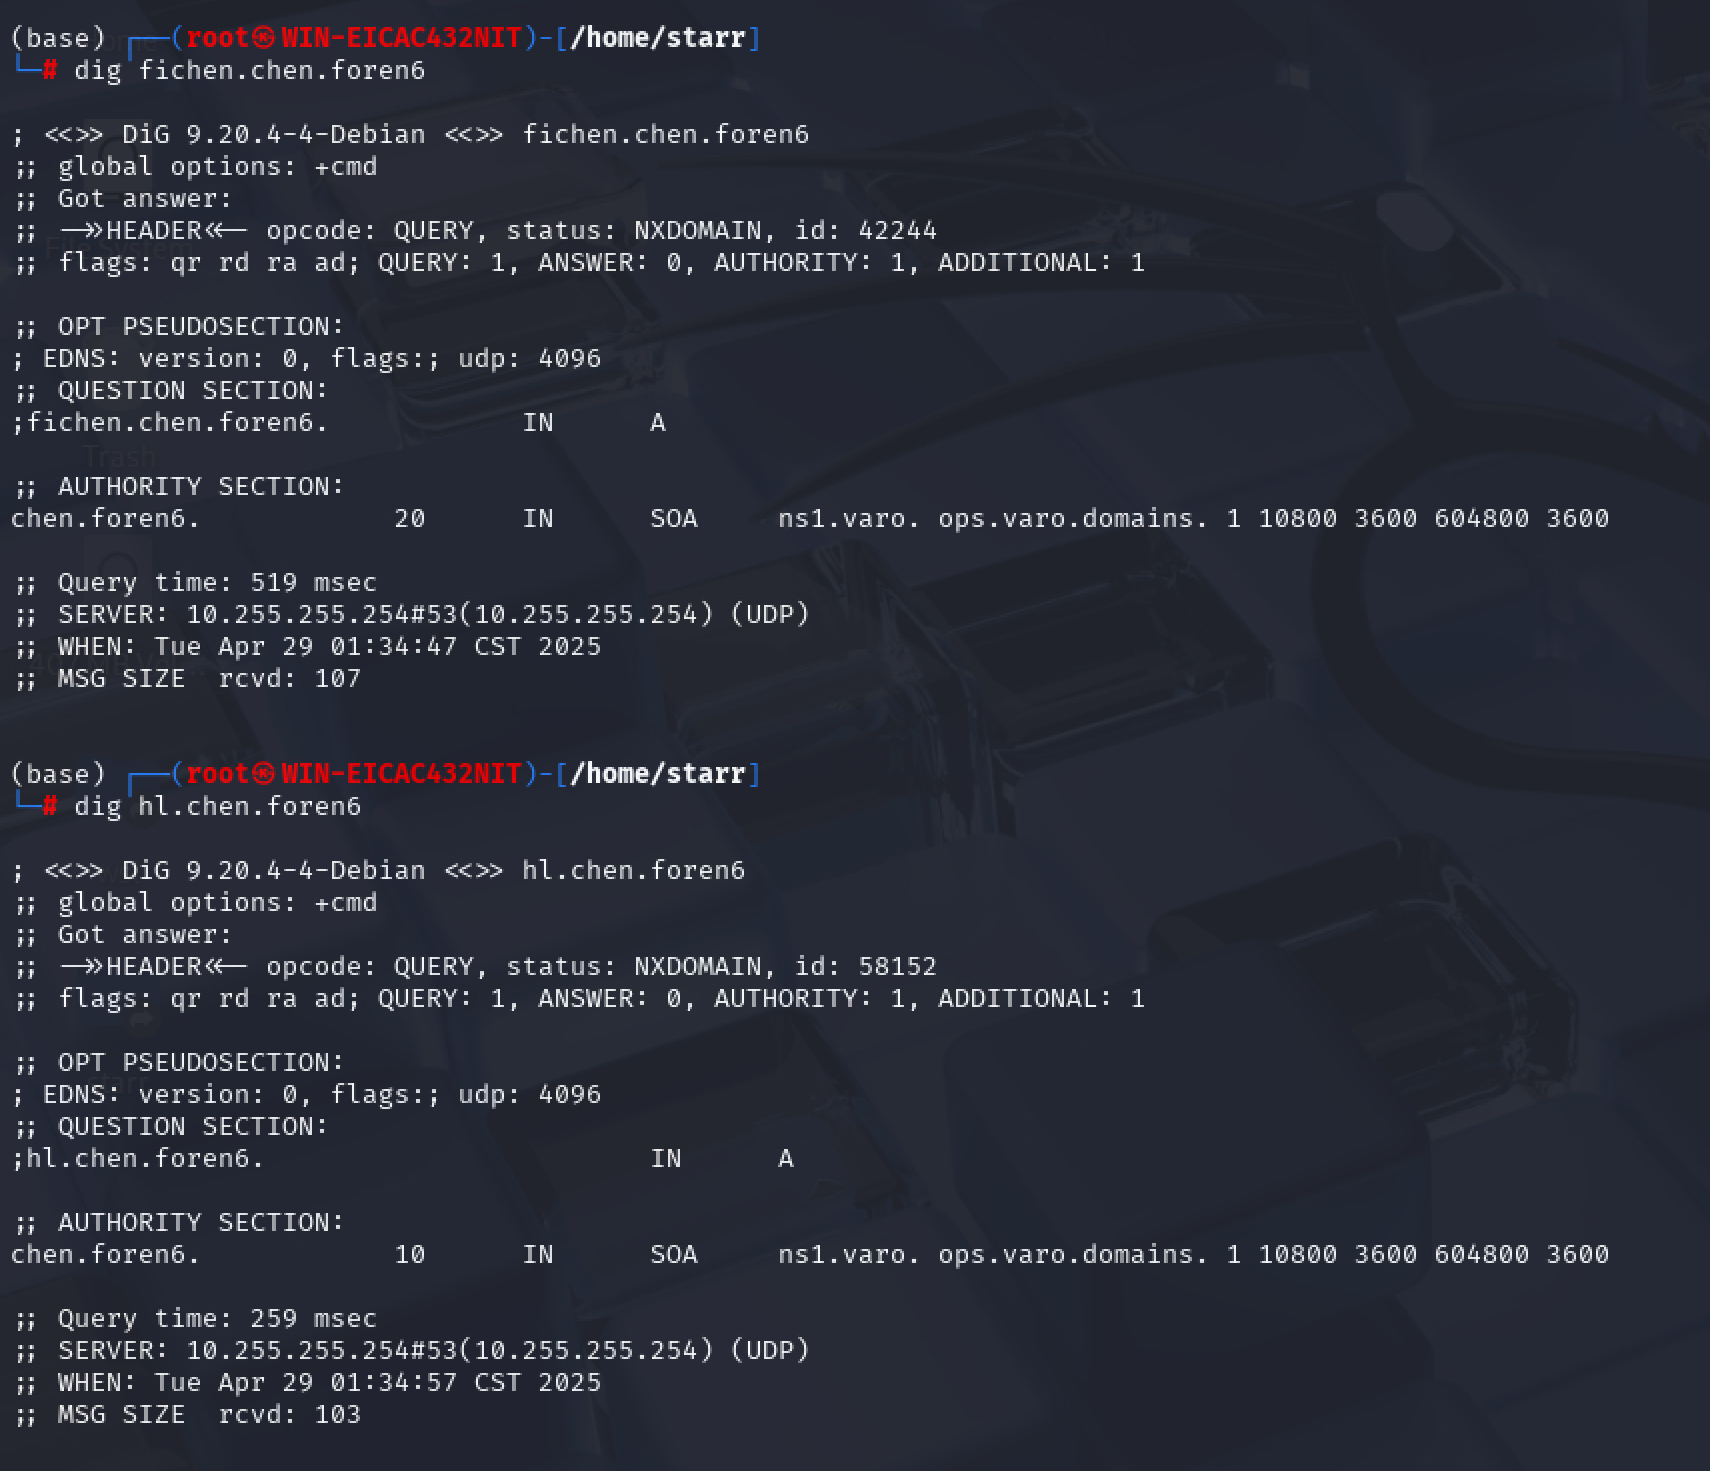 (base) ┌──(root㉿WIN-EICAC432NIT)-[/home/starr]
└─# dig fichen.chen.foren6
; <<>> DiG 9.20.4-4-Debian <<>> fichen.chen.foren6
;; global options: +cmd
;; Got answer:
;; ->>HEADER<<- opcode: QUERY, status: NXDOMAIN, id: 42244
;; flags: qr rd ra ad; QUERY: 1, ANSWER: 0, AUTHORITY: 1, ADDITIONAL: 1
;; OPT PSEUDOSECTION:
; EDNS: version: 0, flags:; udp: 4096
;; QUESTION SECTION:
;fichen.chen.foren6. IN A
Trash
;; AUTHORITY SECTION:
chen.foren6. 20 IN SOA ns1.varo. ops.varo.domains. 1 10800 3600 604800 3600
;; Query time: 519 msec
;; SERVER: 10.255.255.254#53(10.255.255.254) (UDP)
;; WHEN: Tue Apr 29 01:34:47 CST 2025
;; MSG SIZE rcvd: 107
(base) ┌──(root㉿WIN-EICAC432NIT)-[/home/starr]
└─# dig hl.chen.foren6
; <<>> DiG 9.20.4-4-Debian <<>> hl.chen.foren6
;; global options: +cmd
;; Got answer:
;; ->>HEADER<<- opcode: QUERY, status: NXDOMAIN, id: 58152
;; flags: qr rd ra ad; QUERY: 1, ANSWER: 0, AUTHORITY: 1, ADDITIONAL: 1
;; OPT PSEUDOSECTION:
; EDNS: version: 0, flags:; udp: 4096
;; QUESTION SECTION:
;hl.chen.foren6. IN A
;; AUTHORITY SECTION:
chen.foren6. 10 IN SOA ns1.varo. ops.varo.domains. 1 10800 3600 604800 3600
;; Query time: 259 msec
;; SERVER: 10.255.255.254#53(10.255.255.254) (UDP)
;; WHEN: Tue Apr 29 01:34:57 CST 2025
;; MSG SIZE rcvd: 103